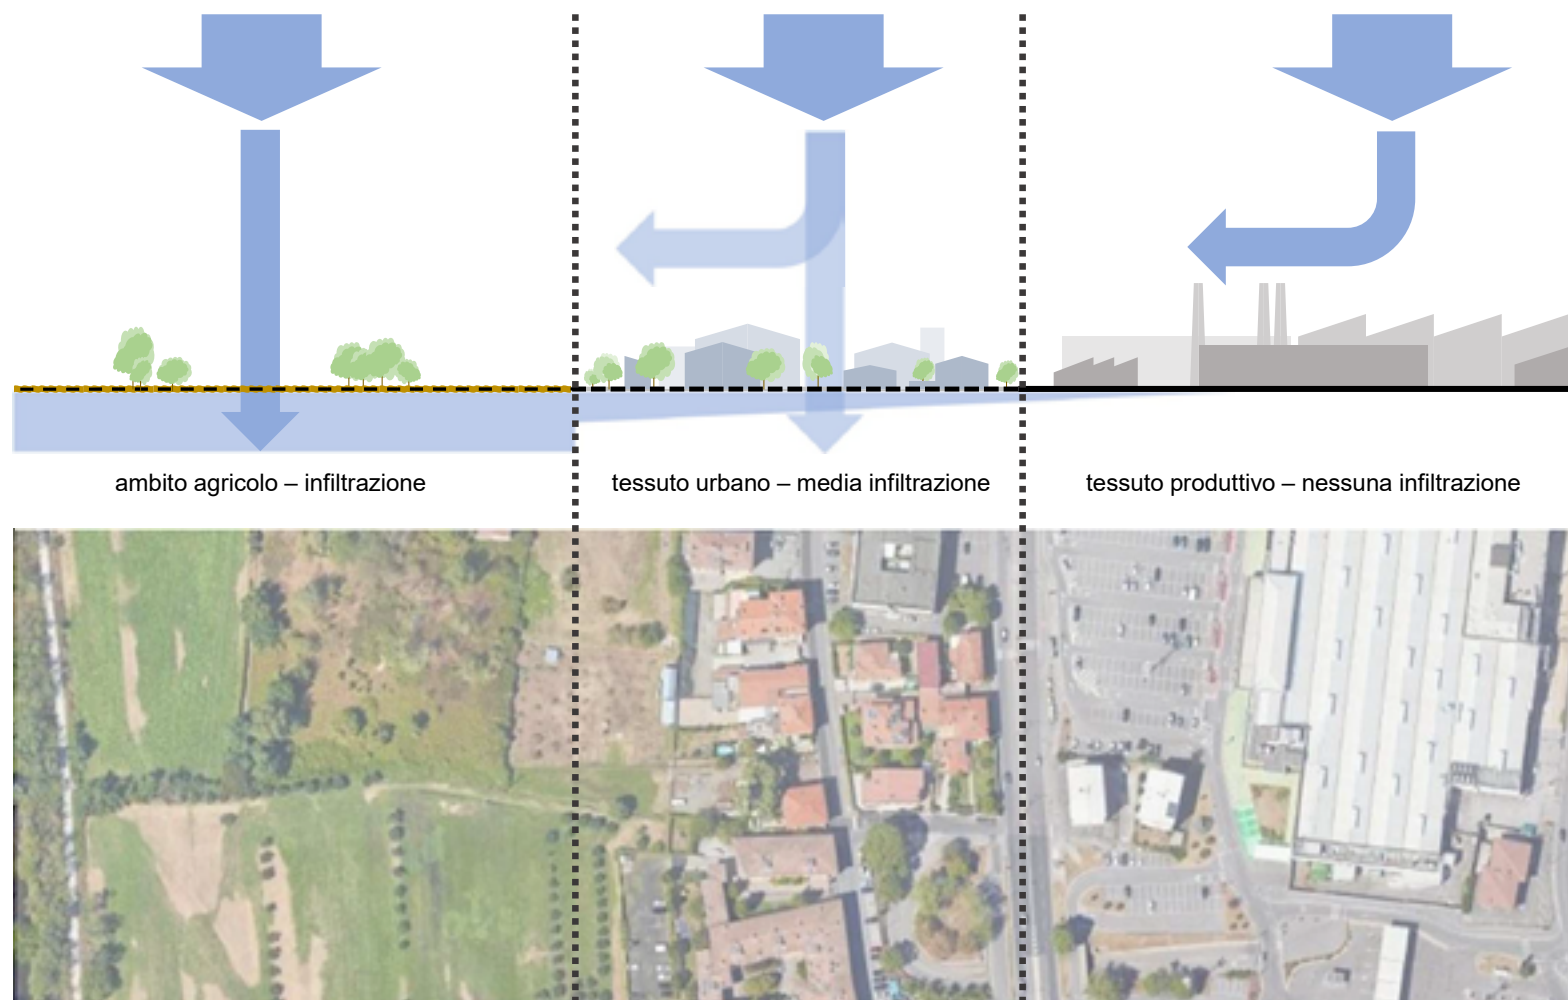 ambito agricolo – infiltrazione
tessuto urbano – media infiltrazione
tessuto produttivo – nessuna infiltrazione